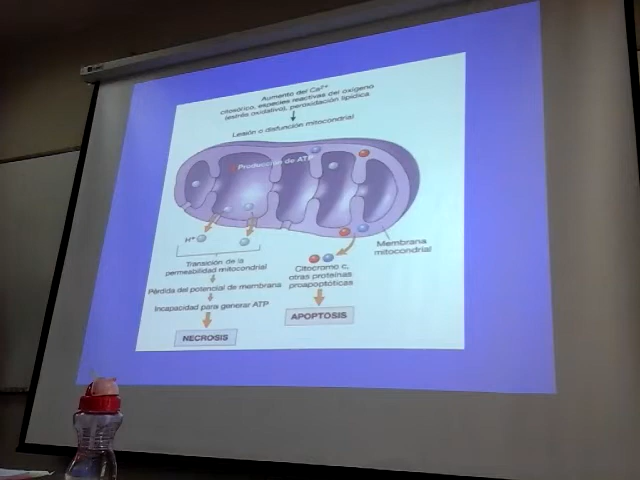 Aumento del Ca²⁺
citosólico, especies reactivas del oxígeno
(estrés oxidativo), peroxidación lipídica
Lesión o disfunción mitocondrial
Producción de ATP
H⁺
Membrana
mitocondrial
Transición de la
permeabilidad mitocondrial
Pérdida del potencial de membrana
Incapacidad para generar ATP
NECROSIS
Citocromo c,
otras proteínas
proapoptóticas
APOPTOSIS